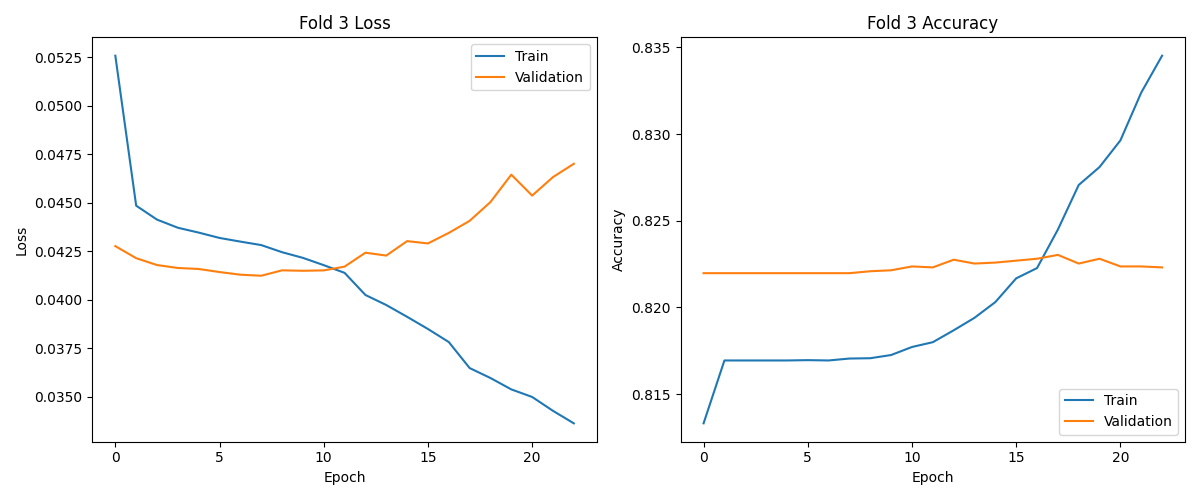 Fold 3 Loss
0.0525
0.0500
0.0475
0.0450
0.0425
0.0400
0.0375
0.0350
Loss
Train
Validation
0 5 10 15 20
Epoch
Fold 3 Accuracy
0.835
0.830
0.825
0.820
0.815
Accuracy
Train
Validation
0 5 10 15 20
Epoch